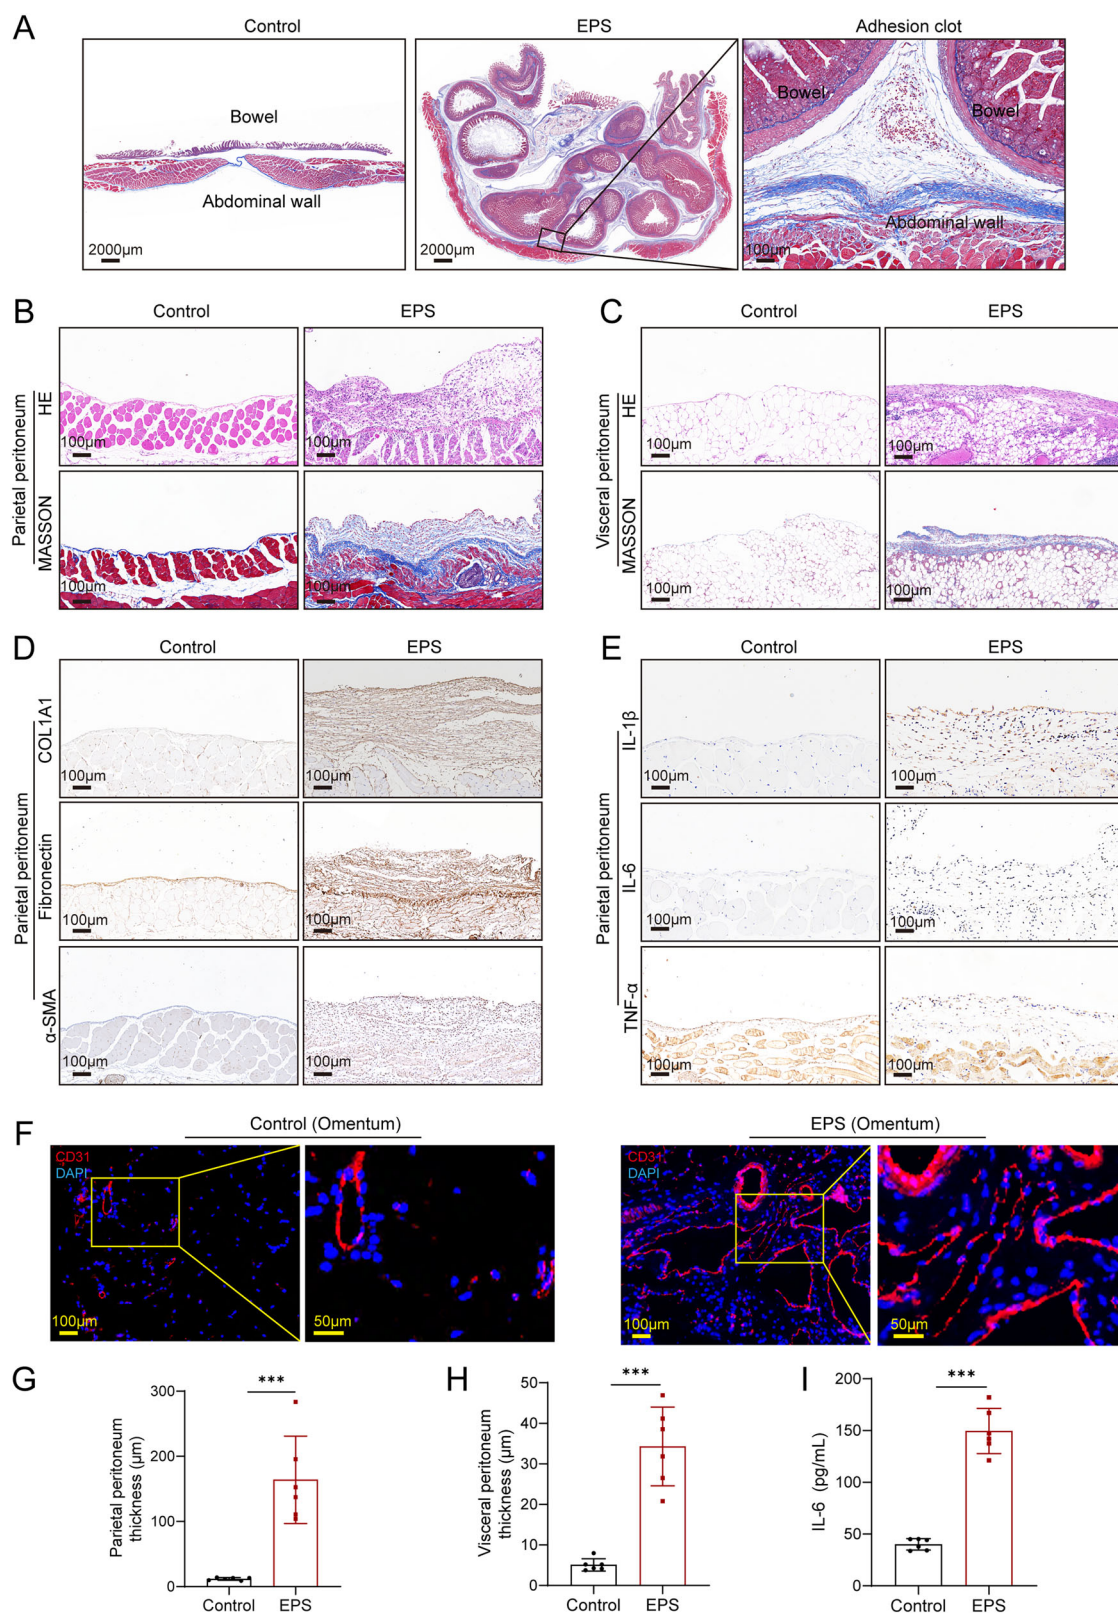 A
Control
EPS
Adhesion clot
Bowel
Abdominal wall
2000µm
2000µm
Bowel
Bowel
Abdominal wall
100µm
B
Control
EPS
Parietal peritoneum
HE
100µm
100µm
MASSON
100µm
100µm
C
Control
EPS
Visceral peritoneum
HE
100µm
100µm
MASSON
100µm
100µm
D
Control
EPS
Parietal peritoneum
COL1A1
100µm
100µm
Fibronectin
100µm
100µm
α-SMA
100µm
100µm
E
Control
EPS
Parietal peritoneum
IL-1β
100µm
100µm
IL-6
100µm
100µm
TNF-α
100µm
100µm
F
Control (Omentum)
CD31
DAPI
100µm
50µm
EPS (Omentum)
CD31
DAPI
100µm
50µm
G
Parietal peritoneum
thickness (µm)
300
200
100
0
***
Control
EPS
H
Visceral peritoneum
thickness (µm)
50
40
30
20
10
0
***
Control
EPS
I
IL-6 (pg/mL)
200
150
100
50
0
***
Control
EPS